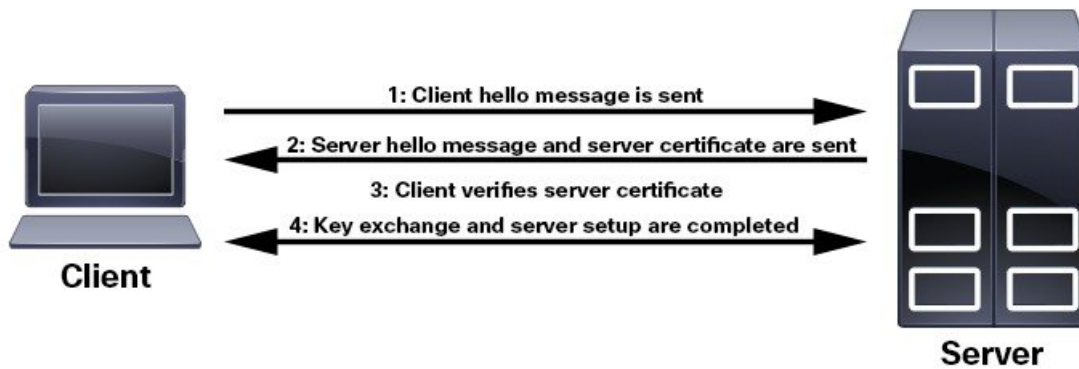 1: Client hello message is sent
2: Server hello message and server certificate are sent
3: Client verifies server certificate
4: Key exchange and server setup are completed
Client
Server